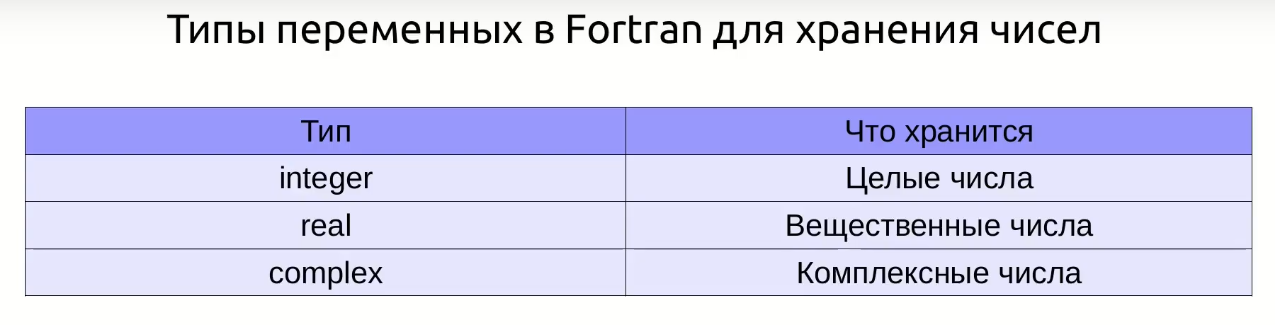 Типы переменных в Fortran для хранения чисел
Тип Что хранится
integer Целые числа
real Вещественные числа
complex Комплексные числа